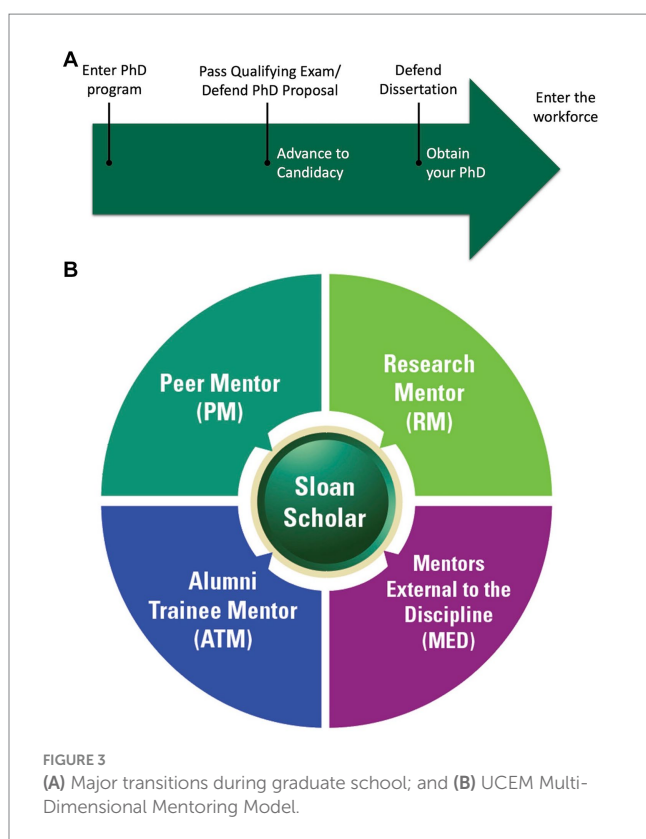 A
Enter PhD
program
Pass Qualifying Exam/
Defend PhD Proposal
Defend
Dissertation
Enter the
workforce
Advance to
Candidacy
Obtain
your PhD
B
Peer Mentor
(PM)
Research
Mentor
(RM)
Sloan
Scholar
Alumni
Trainee Mentor
(ATM)
Mentors
External to the
Discipline
(MED)
FIGURE 3
(A) Major transitions during graduate school; and (B) UCEM Multi-
Dimensional Mentoring Model.